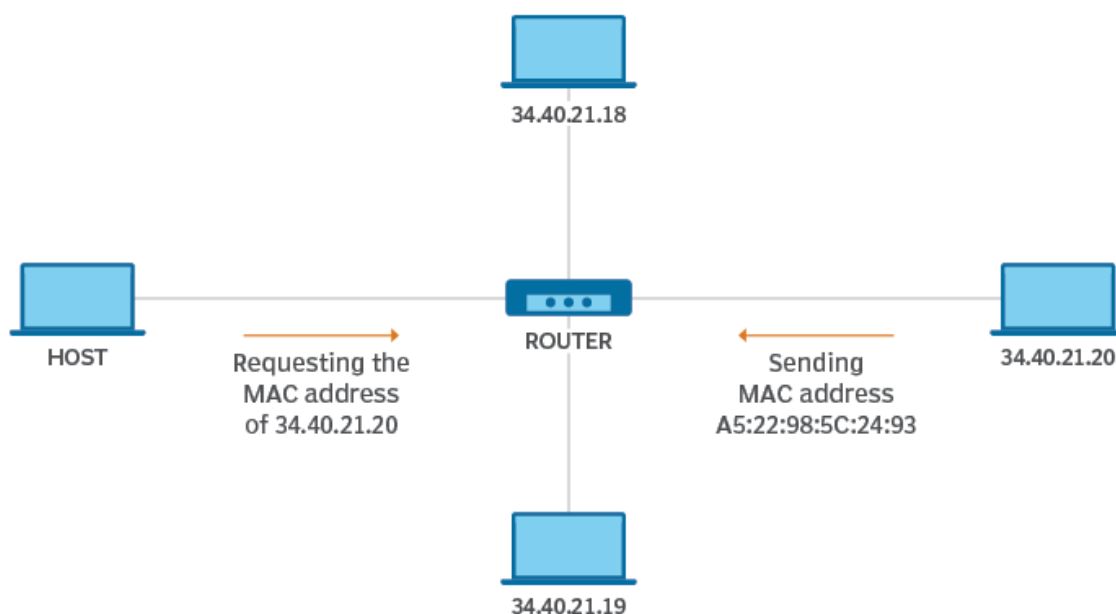 34.40.21.18
HOST
ROUTER
34.40.21.20
Requesting the
MAC address
of 34.40.21.20
Sending
MAC address
A5:22:98:5C:24:93
34.40.21.19